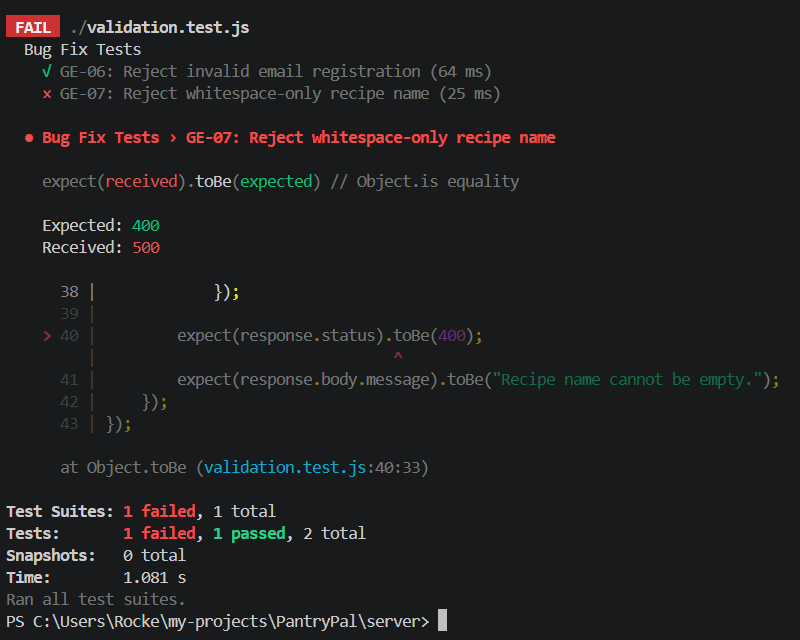 FAIL ./validation.test.js
Bug Fix Tests
√ GE-06: Reject invalid email registration (64 ms)
× GE-07: Reject whitespace-only recipe name (25 ms)
● Bug Fix Tests › GE-07: Reject whitespace-only recipe name
expect(received).toBe(expected) // Object.is equality
Expected: 400
Received: 500
38 |             });
39 |
> 40 |         expect(response.status).toBe(400);
|                                 ^
41 |         expect(response.body.message).toBe("Recipe name cannot be empty.");
42 |     });
43 | });
at Object.toBe (validation.test.js:40:33)
Test Suites: 1 failed, 1 total
Tests:       1 failed, 1 passed, 2 total
Snapshots:   0 total
Time:        1.081 s
Ran all test suites.
PS C:\Users\Rocke\my-projects\PantryPal\server>